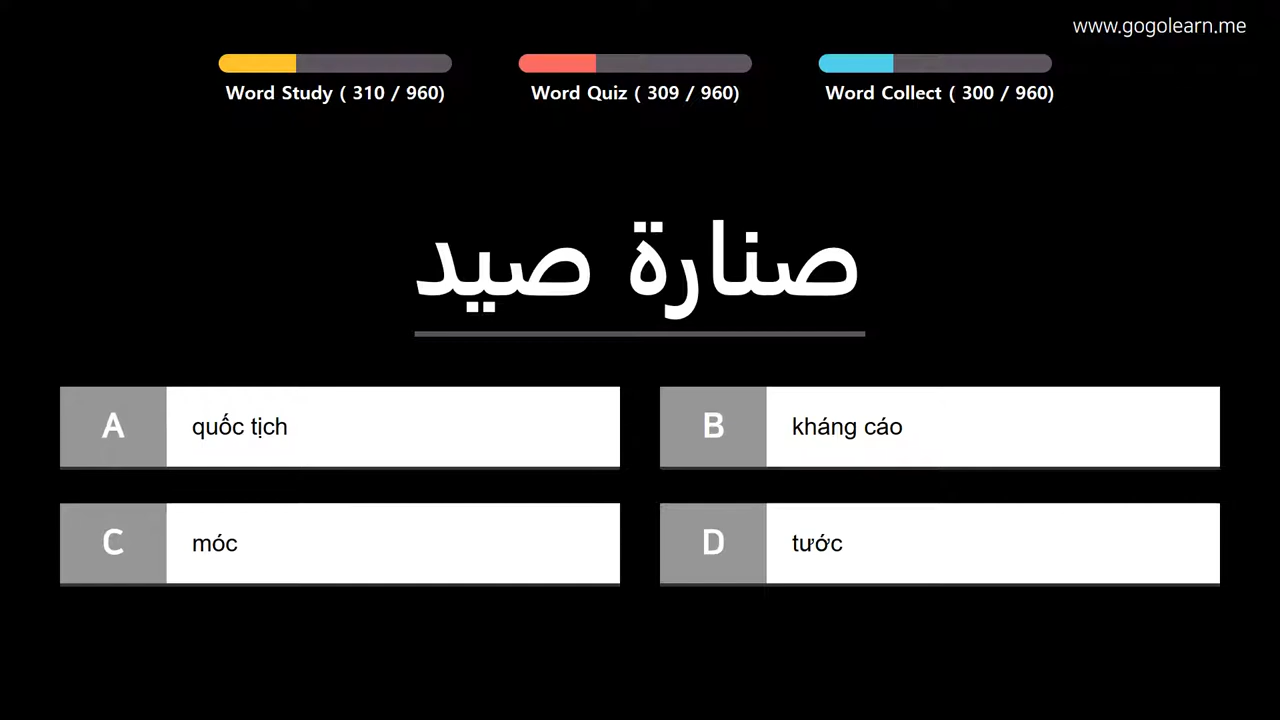 www.gogolearn.me
Word Study ( 310 / 960)
Word Quiz ( 309 / 960)
Word Collect ( 300 / 960)
صنارة صيد
A quốc tịch
B kháng cáo
C móc
D tước